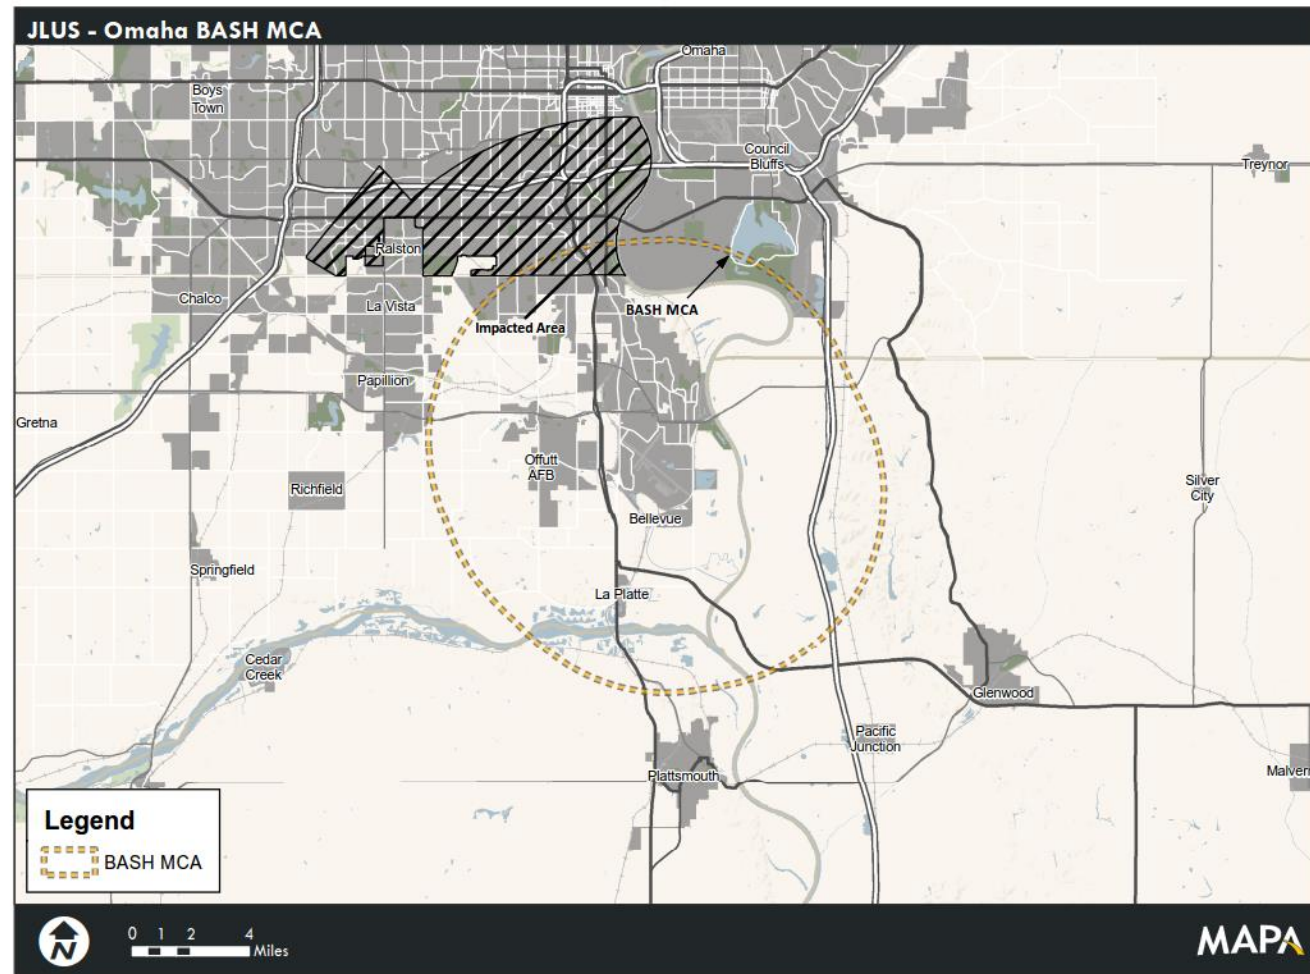 JLUS - Omaha BASH MCA
Omaha
Boys
Town
Council
Bluffs
Treynor
Ralston
Chalco
La Vista
BASH MCA
Impacted Area
Papillion
Gretna
Offutt
AFB
Richfield
Silver
City
Bellevue
Springfield
La Platte
Cedar
Creek
Glenwood
Pacific
Junction
Plattsmouth
Malvern
Legend
BASH MCA
N
0 1 2 4
Miles
MAPA